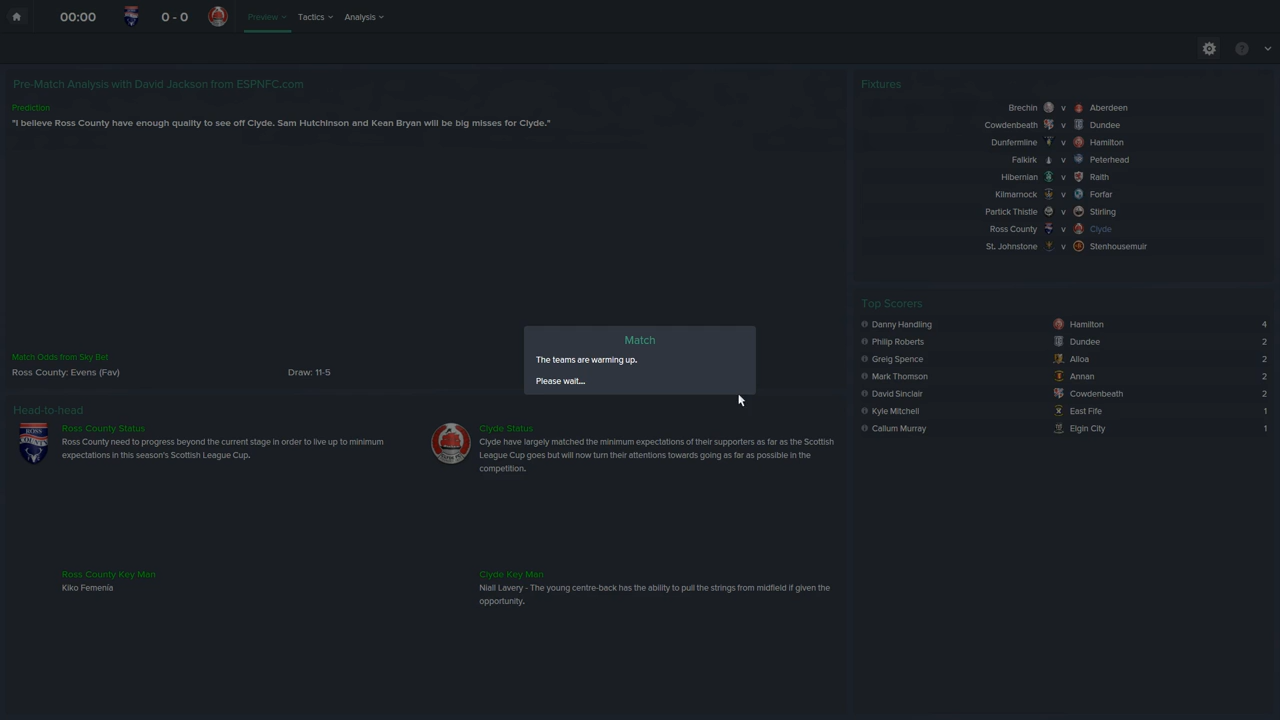 00:00 0 - 0 Preview Tactics Analysis
Pre-Match Analysis with David Jackson from ESPNFC.com
Prediction
"I believe Ross County have enough quality to see off Clyde. Sam Hutchinson and Kean Bryan will be big misses for Clyde."
Match Odds from Sky Bet
Ross County: Evens (Fav) Draw: 11-5
Match
The teams are warming up.
Please wait...
Head-to-head
Ross County Status
Ross County need to progress beyond the current stage in order to live up to minimum
expectations in this season's Scottish League Cup.
Clyde Status
Clyde have largely matched the minimum expectations of their supporters as far as the Scottish
League Cup goes but will now turn their attentions towards going as far as possible in the
competition.
Ross County Key Man
Kiko Femenía
Clyde Key Man
Niall Lavery - The young centre-back has the ability to pull the strings from midfield if given the
opportunity.
Fixtures
Brechin v Aberdeen
Cowdenbeath v Dundee
Dunfermline v Hamilton
Falkirk v Peterhead
Hibernian v Raith
Kilmarnock v Forfar
Partick Thistle v Stirling
Ross County v Clyde
St. Johnstone v Stenhousemuir
Top Scorers
Danny Handling Hamilton 4
Philip Roberts Dundee 2
Greig Spence Alloa 2
Mark Thomson Annan 2
David Sinclair Cowdenbeath 2
Kyle Mitchell East Fife 1
Callum Murray Elgin City 1